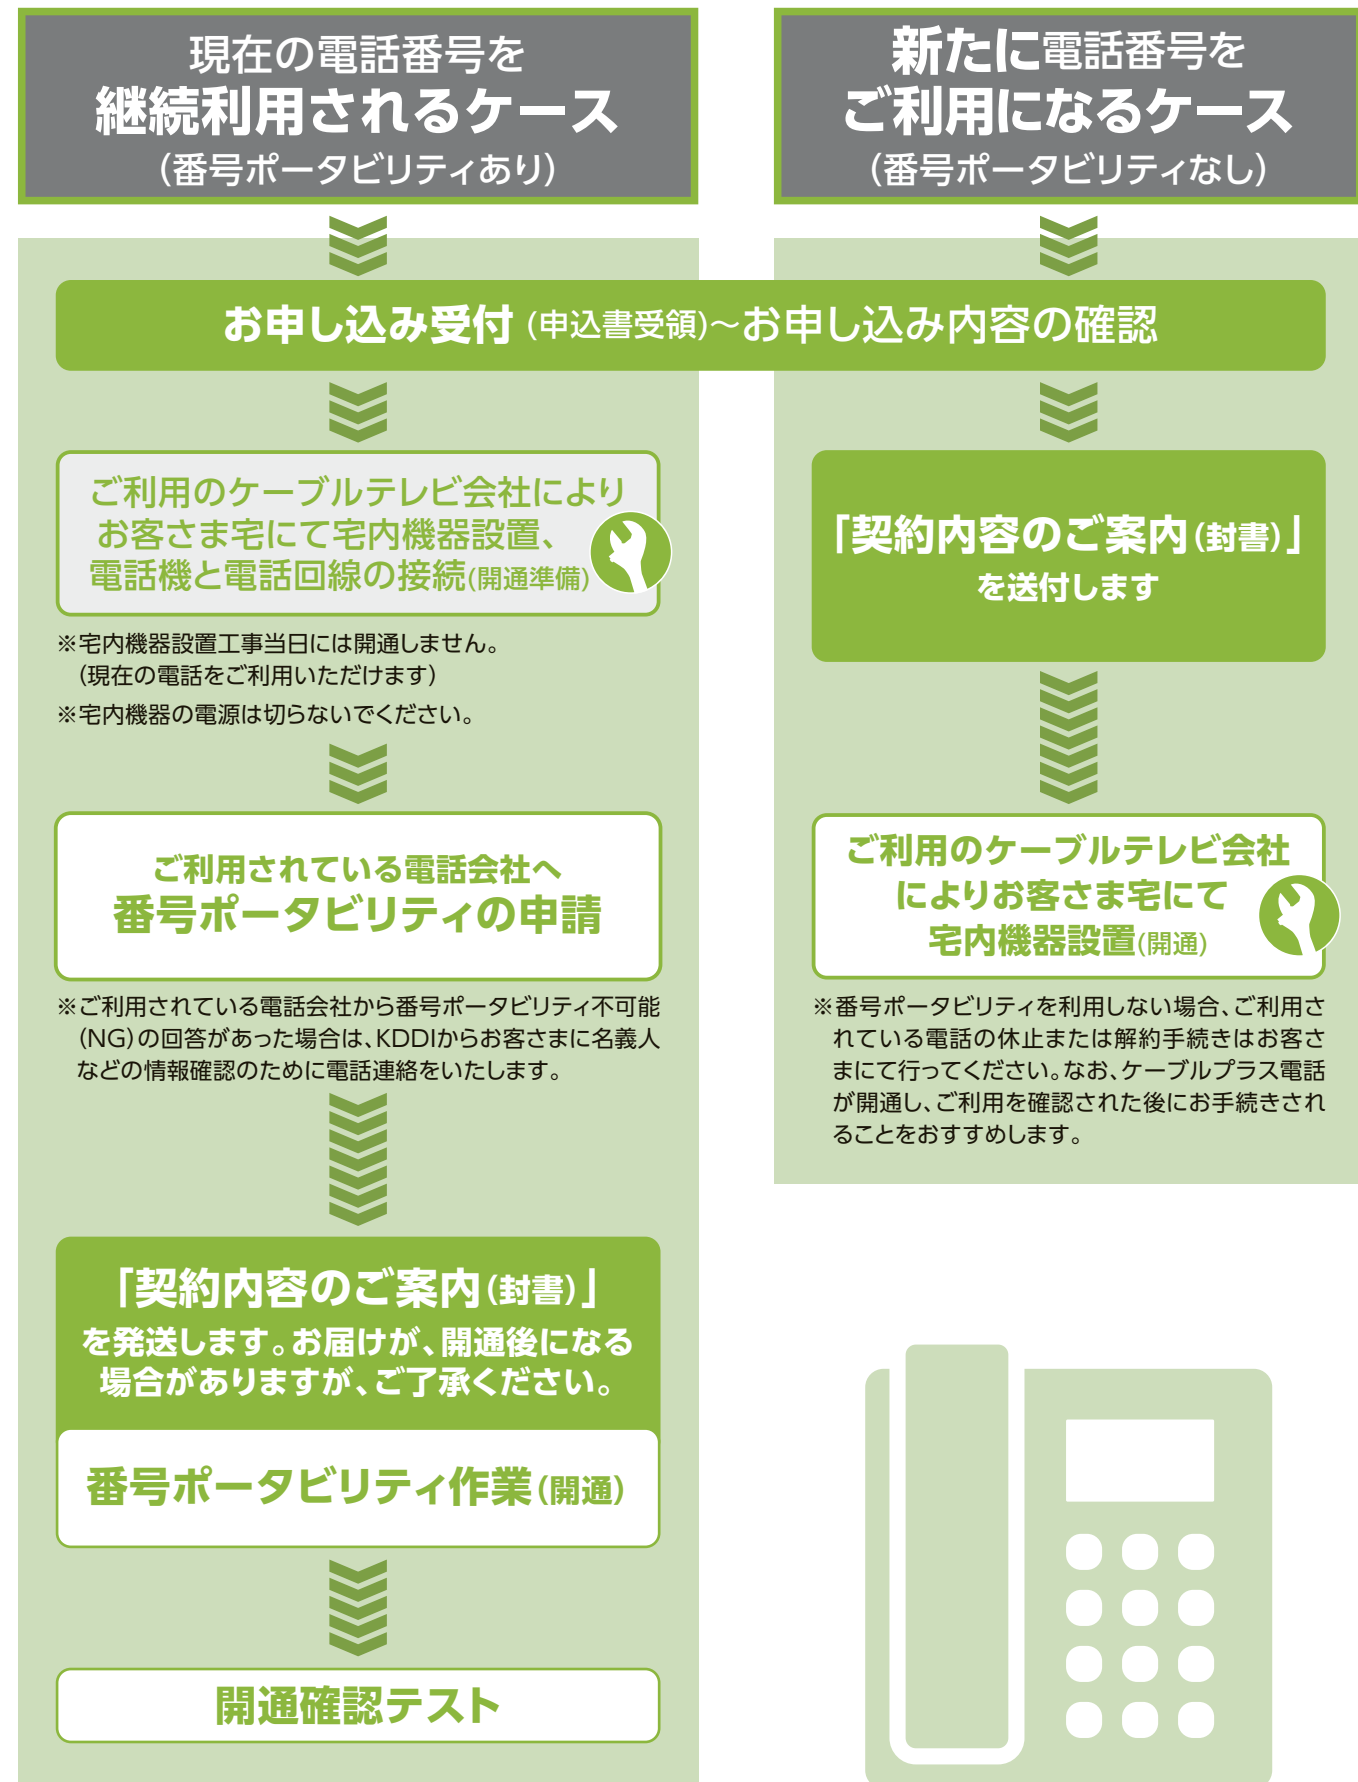 現在の電話番号を
継続利用されるケース
(番号ポータビリティあり)
新たに電話番号を
ご利用になるケース
(番号ポータビリティなし)
お申し込み受付(申込書受領)～お申し込み内容の確認
ご利用のケーブルテレビ会社により
お客さま宅にて宅内機器設置、
電話機と電話回線の接続(開通準備)
※宅内機器設置工事当日には開通しません。
(現在の電話をご利用いただけます)
※宅内機器の電源は切らないでください。
ご利用されている電話会社へ
番号ポータビリティの申請
※ご利用されている電話会社から番号ポータビリティ不可能
(NG)の回答があった場合は、KDDIからお客さまに名義人
などの情報確認のために電話連絡をいたします。
「契約内容のご案内(封書)」
を発送します。お届けが、開通後になる
場合がありますが、ご了承ください。
番号ポータビリティ作業(開通)
開通確認テスト
「契約内容のご案内(封書)」
を送付します
ご利用のケーブルテレビ会社
によりお客さま宅にて
宅内機器設置(開通)
※番号ポータビリティを利用しない場合、ご利用さ
れている電話の休止または解約手続きはお客さ
まにて行ってください。なお、ケーブルプラス電話
が開通し、ご利用を確認された後にお手続きされ
ることをおすすめします。